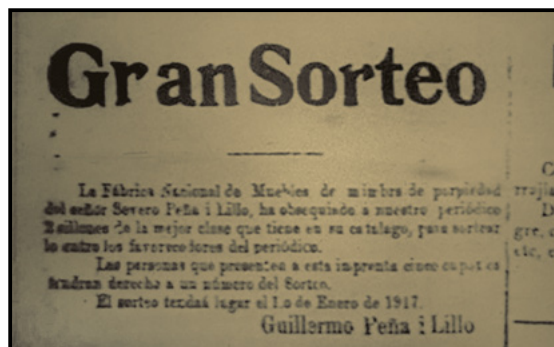 Gran Sorteo
La Fábrica Nacional de Muebles de mimbre de parpiedad
del señor Severo Peña i Lillo, ha obsequiado a nuestro periódico
2 sillones de la mejor clase que tiene en su catalago, para sortear
lo entre los favorecedores del periódico.
Las personas que presenten a esta imprenta cinco cupones
tendran derecho a un número del Sorteo.
El sorteo tendrá lugar el 1.o de Enero de 1917.
Guillermo Peña i Lillo